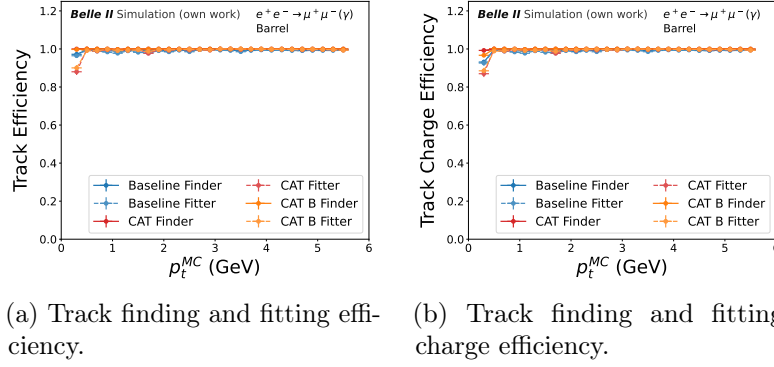 Belle II Simulation (own work)
e⁺e⁻→μ⁺μ⁻(γ)
Barrel
1.2
1.0
0.8
0.6
0.4
0.2
0.0
Track Efficiency
Baseline Finder
Baseline Fitter
CAT Finder
CAT Fitter
CAT B Finder
CAT B Fitter
0 1 2 3 4 5 6
p_t^{MC} (GeV)
Belle II Simulation (own work)
e⁺e⁻→μ⁺μ⁻(γ)
Barrel
1.2
1.0
0.8
0.6
0.4
0.2
0.0
Track Charge Efficiency
Baseline Finder
Baseline Fitter
CAT Finder
CAT Fitter
CAT B Finder
CAT B Fitter
0 1 2 3 4 5 6
p_t^{MC} (GeV)
(a) Track finding and fitting effi-
ciency.
(b) Track finding and fitting
charge efficiency.